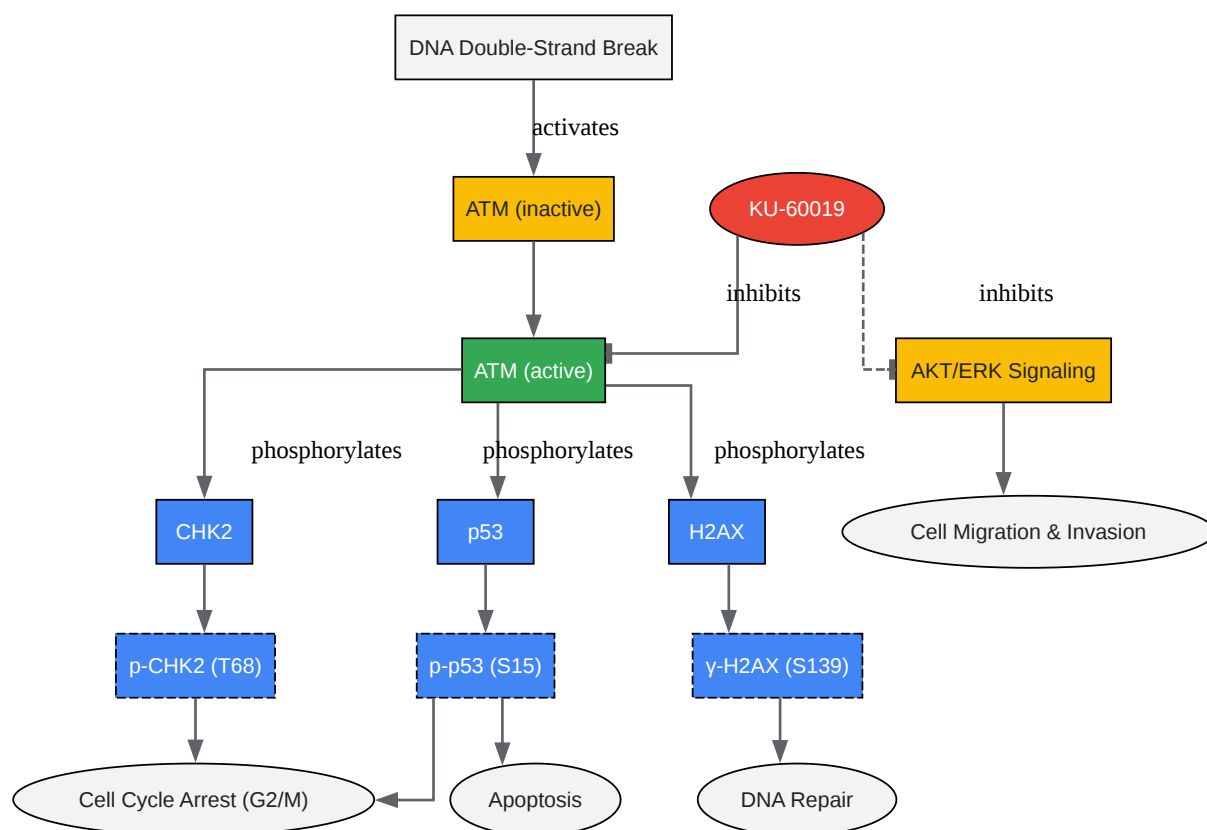 DNA Double-Strand Break
activates
ATM (inactive)
KU-60019
inhibits
inhibits
ATM (active)
AKT/ERK Signaling
phosphorylates
phosphorylates
phosphorylates
CHK2
p53
H2AX
Cell Migration & Invasion
p-CHK2 (T68)
p-p53 (S15)
γ-H2AX (S139)
Cell Cycle Arrest (G2/M)
Apoptosis
DNA Repair